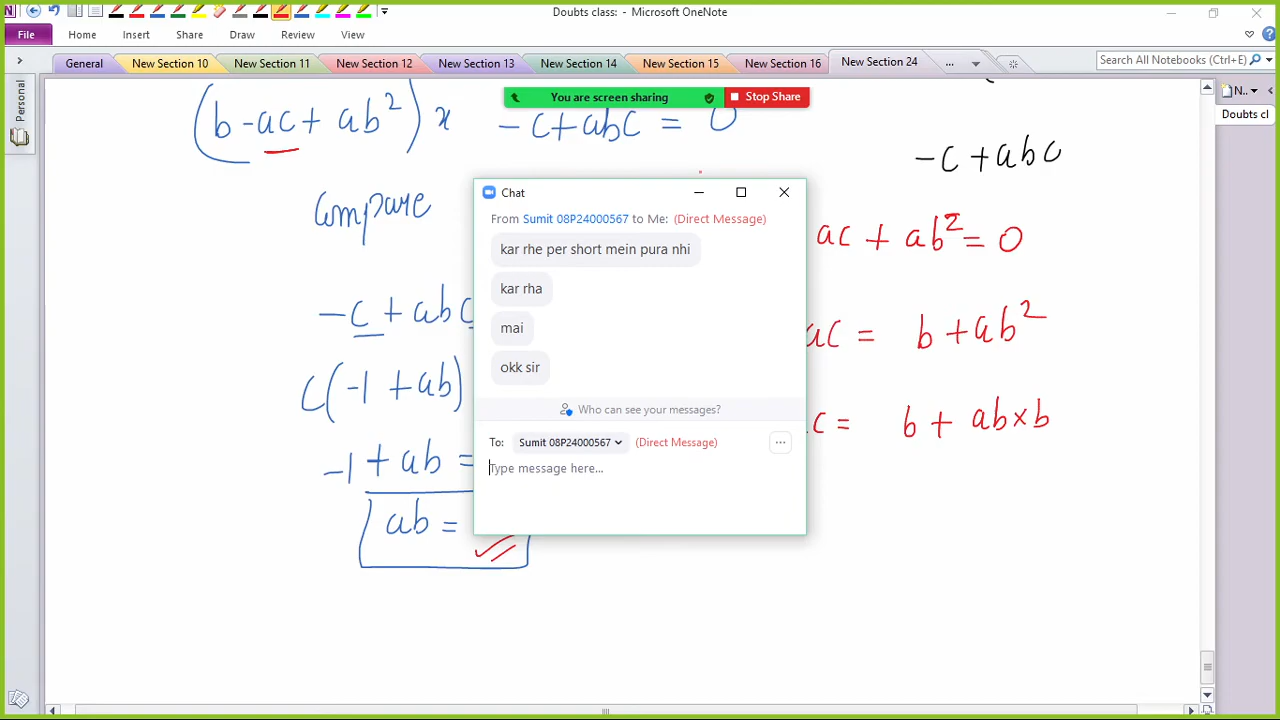 Doubts class: - Microsoft OneNote
File Home Insert Share Draw Review View
General New Section 10 New Section 11 New Section 12 New Section 13 New Section 14 New Section 15 New Section 16 New Section 24 ... Search All Notebooks (Ctrl+E)
Personal
N..
Doubts cl
You are screen sharing Stop Share
(b-ac+ab²)x -c+abc = 0
-c+abc
Compare
-c+abc
c(-1+ab)
-1+ab =
ab =
ac + ab² = 0
ac = b+ab²
c = b + ab×b
Chat
From Sumit 08P24000567 to Me: (Direct Message)
kar rhe per short mein pura nhi
kar rha
mai
okk sir
Who can see your messages?
To: Sumit 08P24000567 (Direct Message)
...
Type message here...